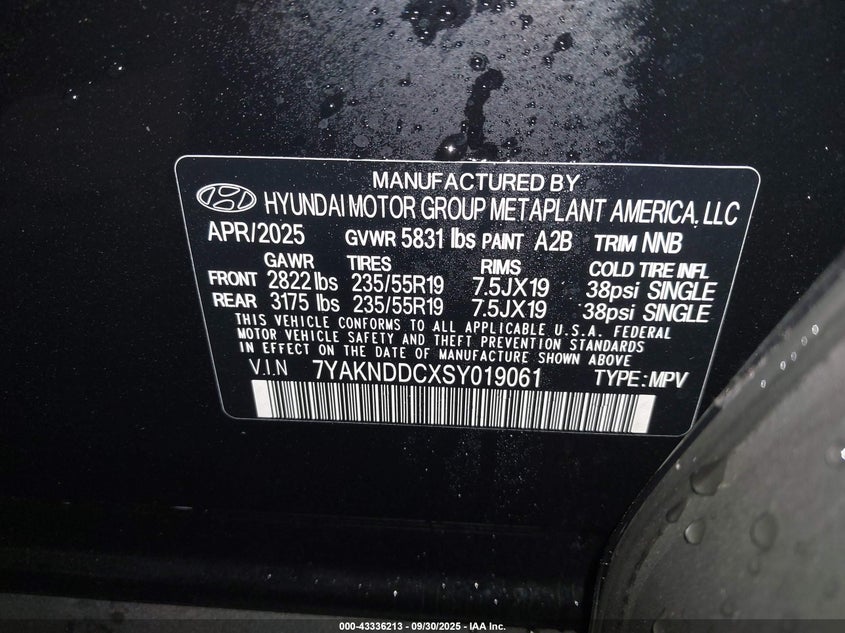 MANUFACTURED BY
HYUNDAI MOTOR GROUP METAPLANT AMERICA, LLC
APR/2025 GVWR 5831 lbs PAINT A2B TRIM NNB
GAWR TIRES RIMS COLD TIRE INFL
FRONT 2822 lbs 235/55R19 7.5JX19 38psi SINGLE
REAR 3175 lbs 235/55R19 7.5JX19 38psi SINGLE
THIS VEHICLE CONFORMS TO ALL APPLICABLE U.S.A. FEDERAL
MOTOR VEHICLE SAFETY AND THEFT PREVENTION STANDARDS
IN EFFECT ON THE DATE OF MANUFACTURE SHOWN ABOVE
V.I.N 7YAKNDDCXSY019061 TYPE:MPV
000-43336213 - 09/30/2025 - IAA Inc.